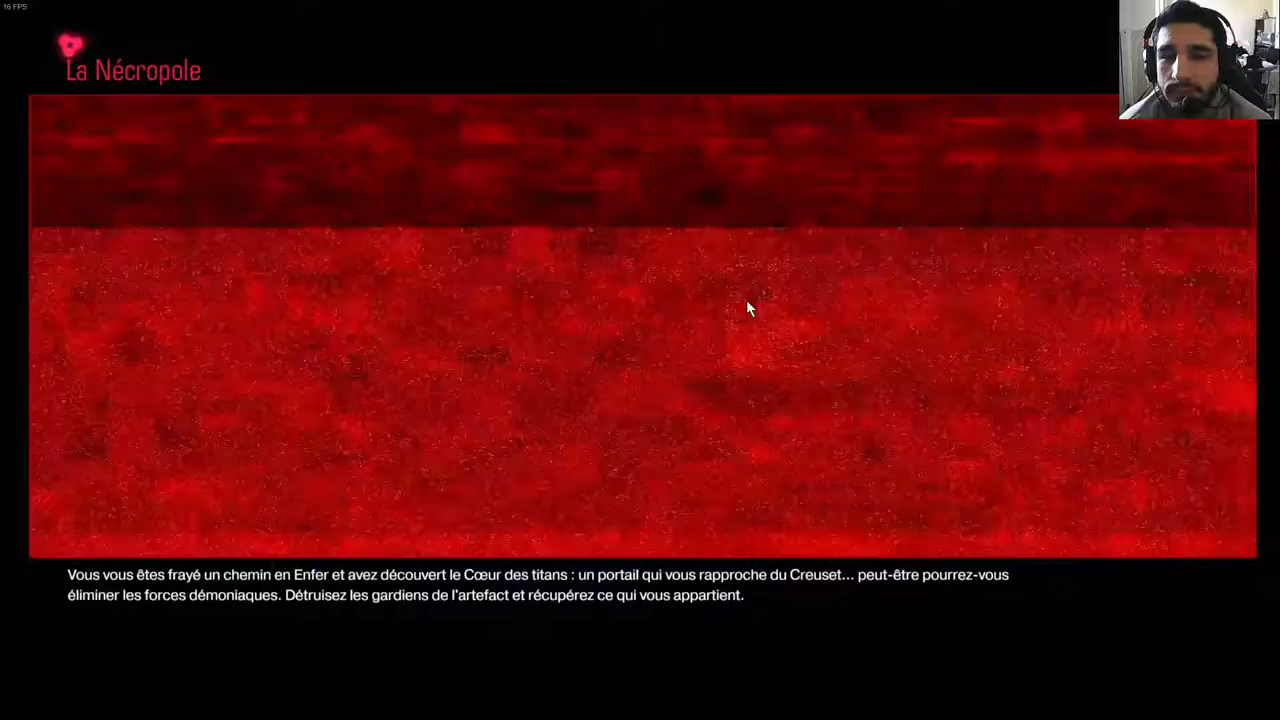 16 FPS
La Nécropole
Vous vous êtes frayé un chemin en Enfer et avez découvert le Cœur des titans : un portail qui vous rapproche du Creuset... peut-être pourrez-vous
éliminer les forces démoniaques. Détruisez les gardiens de l'artefact et récupérez ce qui vous appartient.